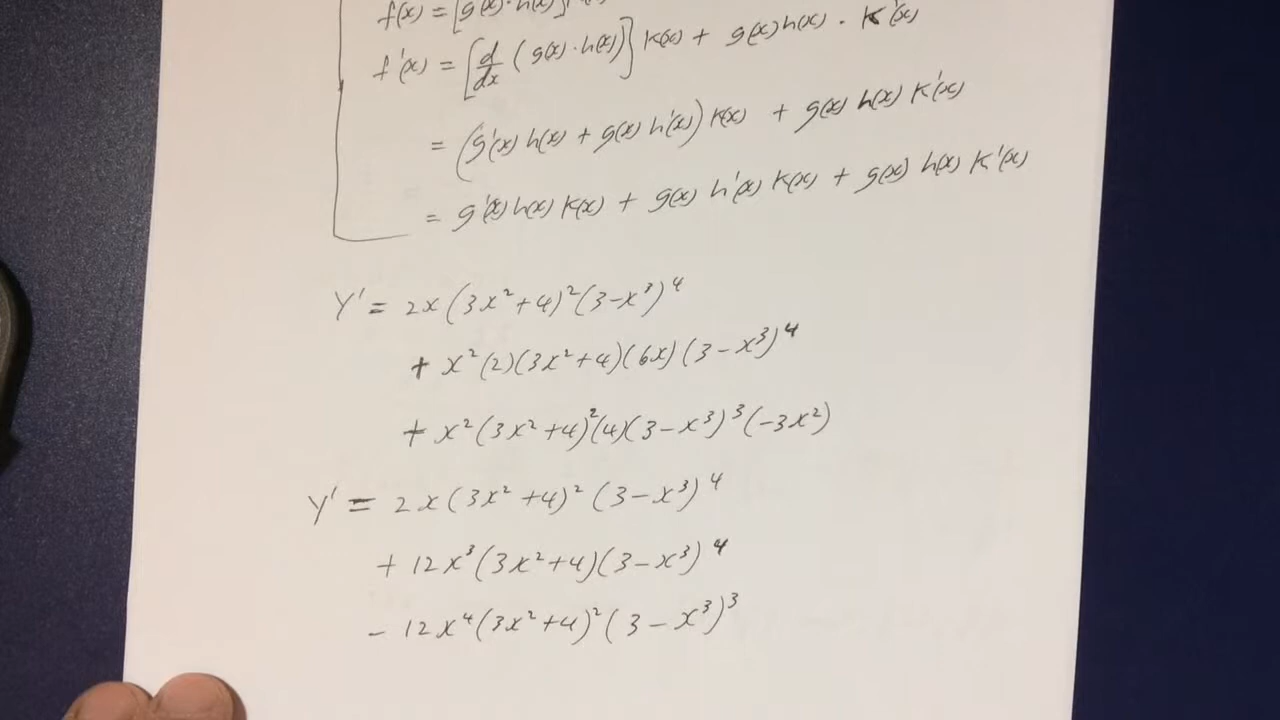 f(x) = [g(x)·h(x)]
f'(x) = [d/dx (g(x)·h(x))] k(x) + g(x)h(x) · k'(x)
= (g'(x) h(x) + g(x) h'(x)) k(x) + g(x) h(x) k'(x)
= g'(x) h(x) k(x) + g(x) h'(x) k(x) + g(x) h(x) k'(x)
Y' = 2x(3x²+4)²(3-x³)⁴
+ x²(2)(3x²+4)(6x)(3-x³)⁴
+ x²(3x²+4)²(4)(3-x³)³(-3x²)
Y' = 2x(3x²+4)²(3-x³)⁴
+ 12x³(3x²+4)(3-x³)⁴
- 12x⁴(3x²+4)²(3-x³)³